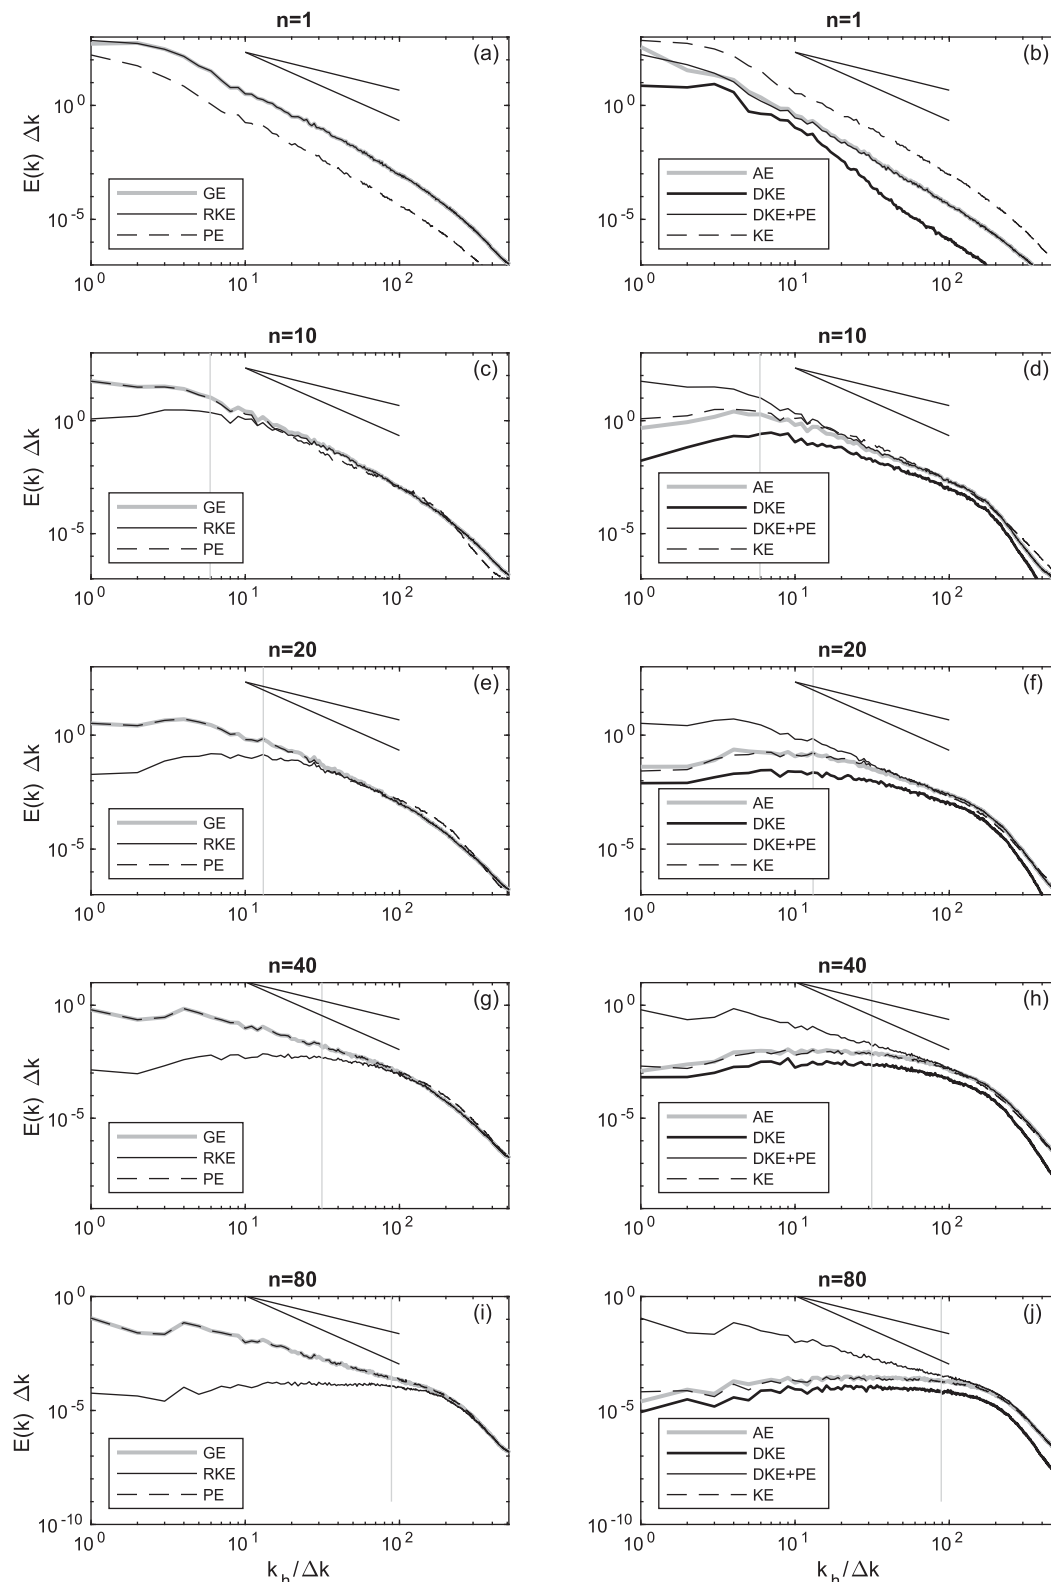 n=1
(a)
E(k) Δk
10^0
10^-5
GE
RKE
PE
10^0 10^1 10^2
n=1
(b)
E(k) Δk
10^0
10^-5
AE
DKE
DKE+PE
KE
10^0 10^1 10^2
n=10
(c)
E(k) Δk
10^0
10^-5
GE
RKE
PE
10^0 10^1 10^2
n=10
(d)
E(k) Δk
10^0
10^-5
AE
DKE
DKE+PE
KE
10^0 10^1 10^2
n=20
(e)
E(k) Δk
10^0
10^-5
GE
RKE
PE
10^0 10^1 10^2
n=20
(f)
E(k) Δk
10^0
10^-5
AE
DKE
DKE+PE
KE
10^0 10^1 10^2
n=40
(g)
E(k) Δk
10^0
10^-5
GE
RKE
PE
10^0 10^1 10^2
n=40
(h)
E(k) Δk
10^0
10^-5
AE
DKE
DKE+PE
KE
10^0 10^1 10^2
n=80
(i)
E(k) Δk
10^0
10^-5
10^-10
GE
RKE
PE
10^0 10^1 10^2
k_h/Δk
n=80
(j)
E(k) Δk
10^0
10^-5
10^-10
AE
DKE
DKE+PE
KE
10^0 10^1 10^2
k_h/Δk